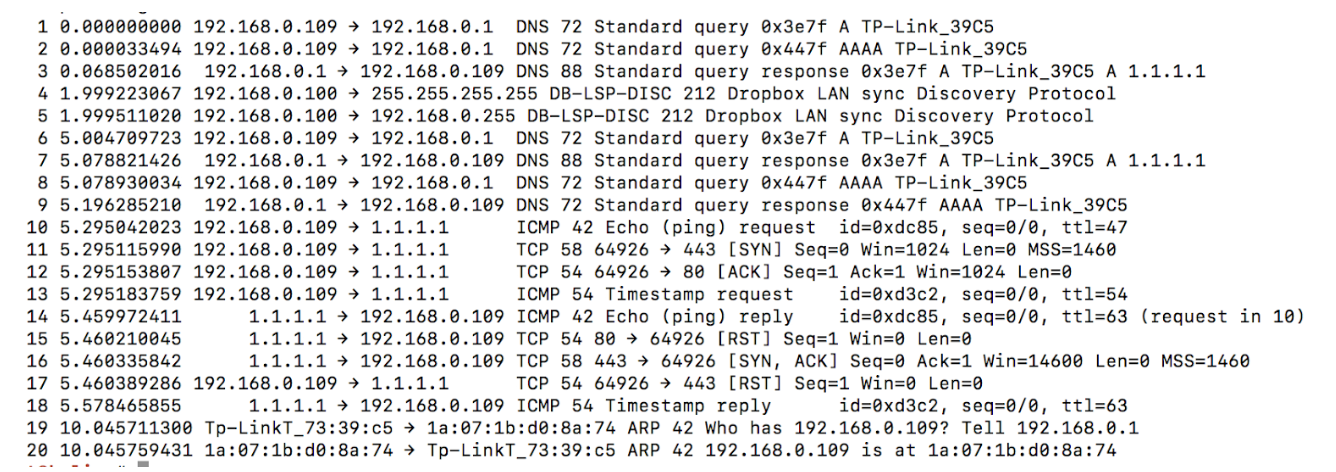 1 0.000000000 192.168.0.109 → 192.168.0.1 DNS 72 Standard query 0x3e7f A TP-Link_39C5
2 0.000033494 192.168.0.109 → 192.168.0.1 DNS 72 Standard query 0x447f AAAA TP-Link_39C5
3 0.068502016 192.168.0.1 → 192.168.0.109 DNS 88 Standard query response 0x3e7f A TP-Link_39C5 A 1.1.1.1
4 1.999223067 192.168.0.100 → 255.255.255.255 DB-LSP-DISC 212 Dropbox LAN sync Discovery Protocol
5 1.999511020 192.168.0.100 → 192.168.0.255 DB-LSP-DISC 212 Dropbox LAN sync Discovery Protocol
6 5.004709723 192.168.0.109 → 192.168.0.1 DNS 72 Standard query 0x3e7f A TP-Link_39C5
7 5.078821426 192.168.0.1 → 192.168.0.109 DNS 88 Standard query response 0x3e7f A TP-Link_39C5 A 1.1.1.1
8 5.078930034 192.168.0.109 → 192.168.0.1 DNS 72 Standard query 0x447f AAAA TP-Link_39C5
9 5.196285210 192.168.0.1 → 192.168.0.109 DNS 72 Standard query response 0x447f AAAA TP-Link_39C5
10 5.295042023 192.168.0.109 → 1.1.1.1 ICMP 42 Echo (ping) request id=0xdc85, seq=0/0, ttl=47
11 5.295115990 192.168.0.109 → 1.1.1.1 TCP 58 64926 → 443 [SYN] Seq=0 Win=1024 Len=0 MSS=1460
12 5.295153807 192.168.0.109 → 1.1.1.1 TCP 54 64926 → 80 [ACK] Seq=1 Ack=1 Win=1024 Len=0
13 5.295183759 192.168.0.109 → 1.1.1.1 ICMP 54 Timestamp request id=0xd3c2, seq=0/0, ttl=54
14 5.459972411 1.1.1.1 → 192.168.0.109 ICMP 42 Echo (ping) reply id=0xdc85, seq=0/0, ttl=63 (request in 10)
15 5.460210045 1.1.1.1 → 192.168.0.109 TCP 54 80 → 64926 [RST] Seq=1 Win=0 Len=0
16 5.460335842 1.1.1.1 → 192.168.0.109 TCP 58 443 → 64926 [SYN, ACK] Seq=0 Ack=1 Win=14600 Len=0 MSS=1460
17 5.460389286 192.168.0.109 → 1.1.1.1 TCP 54 64926 → 443 [RST] Seq=1 Win=0 Len=0
18 5.578465855 1.1.1.1 → 192.168.0.109 ICMP 54 Timestamp reply id=0xd3c2, seq=0/0, ttl=63
19 10.045711300 Tp-LinkT_73:39:c5 → 1a:07:1b:d0:8a:74 ARP 42 Who has 192.168.0.109? Tell 192.168.0.1
20 10.045759431 1a:07:1b:d0:8a:74 → Tp-LinkT_73:39:c5 ARP 42 192.168.0.109 is at 1a:07:1b:d0:8a:74